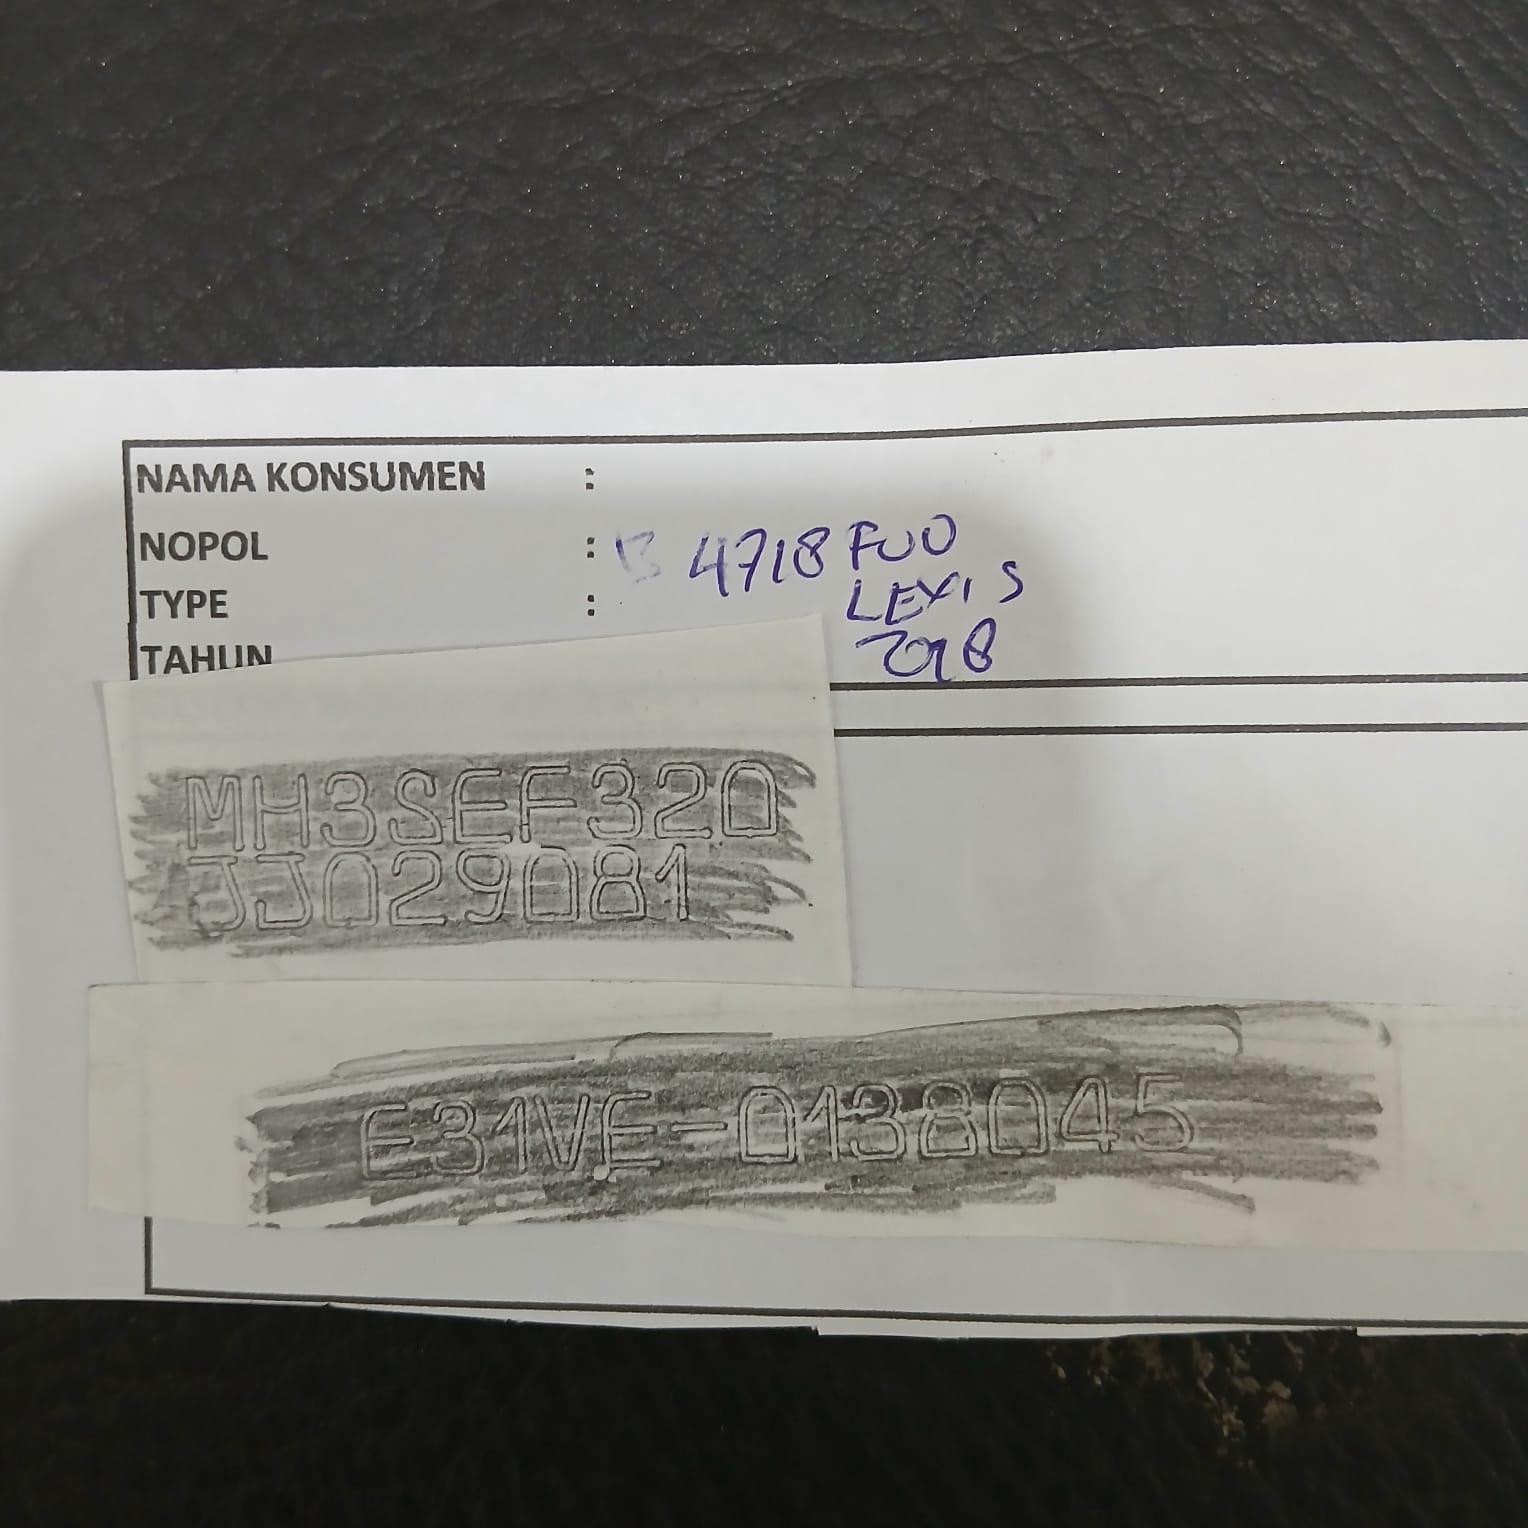 NAMA KONSUMEN :
NOPOL : B 4718 FUO
TYPE : LEXI S
TAHUN 2018
MH3SEF320
JJ029081
E31VE-0138045